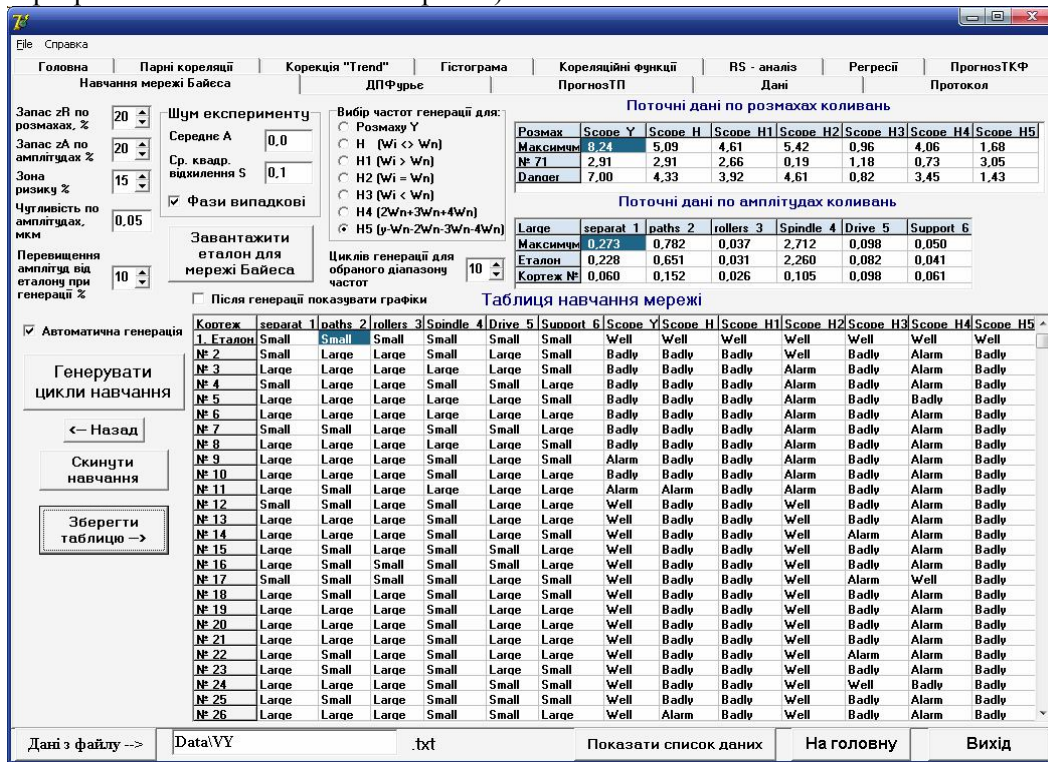 File Справка
Головна Парні кореляції Корекція "Trend" Гістограма Кореляційні функції RS - аналіз Регресії ПрогнозТКФ
Навчання мережі Байєса ДПФурье ПрогнозТП Дані Протокол
Запас zR по розмахах, % 20
Запас zA по амплітудах % 20
Зона ризику % 15
Чутливість по амплітудах, мкм 0,05
Перевищення амплітуд від еталону при генерації % 10
Шум експерименту
Середнє А 0,0
Ср. квадр. відхилення S 0,1
Фази випадкові
Завантажити еталон для мережі Байеса
Вибір частот генерації для:
Розмаху Y
H (Wi <> Wn)
H1 (Wi > Wn)
H2 (Wi = Wn)
H3 (Wi < Wn)
H4 (2Wn+3Wn+4Wn)
H5 (y-Wn-2Wn-3Wn-4Wn)
Циклів генерації для обраного діапазону частот 10
Поточні дані по розмахах коливань
Розмах Scope Y Scope H Scope H1 Scope H2 Scope H3 Scope H4 Scope H5
Максимум 8,24 5,09 4,61 5,42 0,96 4,06 1,68
№ 71 2,91 2,91 2,66 0,19 1,18 0,73 3,05
Danger 7,00 4,33 3,92 4,61 0,82 3,45 1,43
Поточні дані по амплітудах коливань
Large separat 1 paths 2 rollers 3 Spindle 4 Drive 5 Support 6
Максимум 0,273 0,782 0,037 2,712 0,098 0,050
Еталон 0,228 0,651 0,031 2,260 0,082 0,041
Кортеж № 0,060 0,152 0,026 0,105 0,098 0,061
Після генерації показувати графіки
Таблиця навчання мережі
Автоматична генерація
Генерувати цикли навчання
<– Назад
Скинути навчання
Зберегти таблицю –>
Кортеж separat 1 paths 2 rollers 3 Spindle 4 Drive 5 Support 6 Scope Y Scope H Scope H1 Scope H2 Scope H3 Scope H4 Scope H5
1. Еталон Small Small Small Small Small Small Well Well Well Well Well Well Well
№ 2 Small Large Large Small Small Small Badly Badly Badly Well Badly Alarm Badly
№ 3 Large Large Large Large Large Small Badly Badly Badly Alarm Badly Alarm Badly
№ 4 Small Large Large Small Small Large Badly Badly Badly Alarm Badly Alarm Badly
№ 5 Large Large Large Large Large Small Badly Badly Badly Alarm Badly Badly Badly
№ 6 Large Large Large Small Large Large Badly Badly Badly Alarm Badly Alarm Badly
№ 7 Small Small Large Small Small Large Badly Badly Badly Alarm Badly Alarm Badly
№ 8 Large Large Large Large Large Small Badly Badly Badly Alarm Badly Alarm Badly
№ 9 Small Large Large Small Large Small Alarm Badly Badly Alarm Badly Alarm Badly
№ 10 Large Large Large Small Large Large Badly Badly Badly Alarm Badly Alarm Badly
№ 11 Large Small Large Large Large Small Alarm Alarm Badly Alarm Badly Alarm Badly
№ 12 Small Small Large Small Small Small Well Badly Badly Well Badly Alarm Badly
№ 13 Large Large Large Small Large Large Well Badly Badly Well Badly Alarm Badly
№ 14 Large Large Large Small Large Small Well Badly Badly Well Alarm Alarm Badly
№ 15 Large Small Large Small Small Large Well Badly Badly Well Badly Alarm Badly
№ 16 Large Small Large Small Small Large Well Badly Badly Well Badly Alarm Badly
№ 17 Small Small Small Small Large Small Well Badly Badly Well Alarm Well Badly
№ 18 Large Small Large Small Large Small Well Badly Badly Well Badly Alarm Badly
№ 19 Large Large Large Small Large Large Well Badly Badly Well Badly Alarm Badly
№ 20 Large Large Large Small Large Large Well Badly Badly Well Badly Alarm Badly
№ 21 Large Large Large Small Large Large Well Badly Badly Well Badly Alarm Badly
№ 22 Large Small Large Small Large Large Well Badly Badly Well Alarm Alarm Badly
№ 23 Large Small Large Small Large Small Well Badly Badly Well Badly Alarm Badly
№ 24 Large Large Large Small Small Small Well Badly Badly Well Well Badly Badly
№ 25 Large Small Large Small Small Small Well Badly Badly Well Badly Alarm Badly
№ 26 Large Large Large Small Small Large Well Alarm Badly Well Badly Alarm Badly
Дані з файлу --> Data\VY .txt Показати список даних На головну Вихід